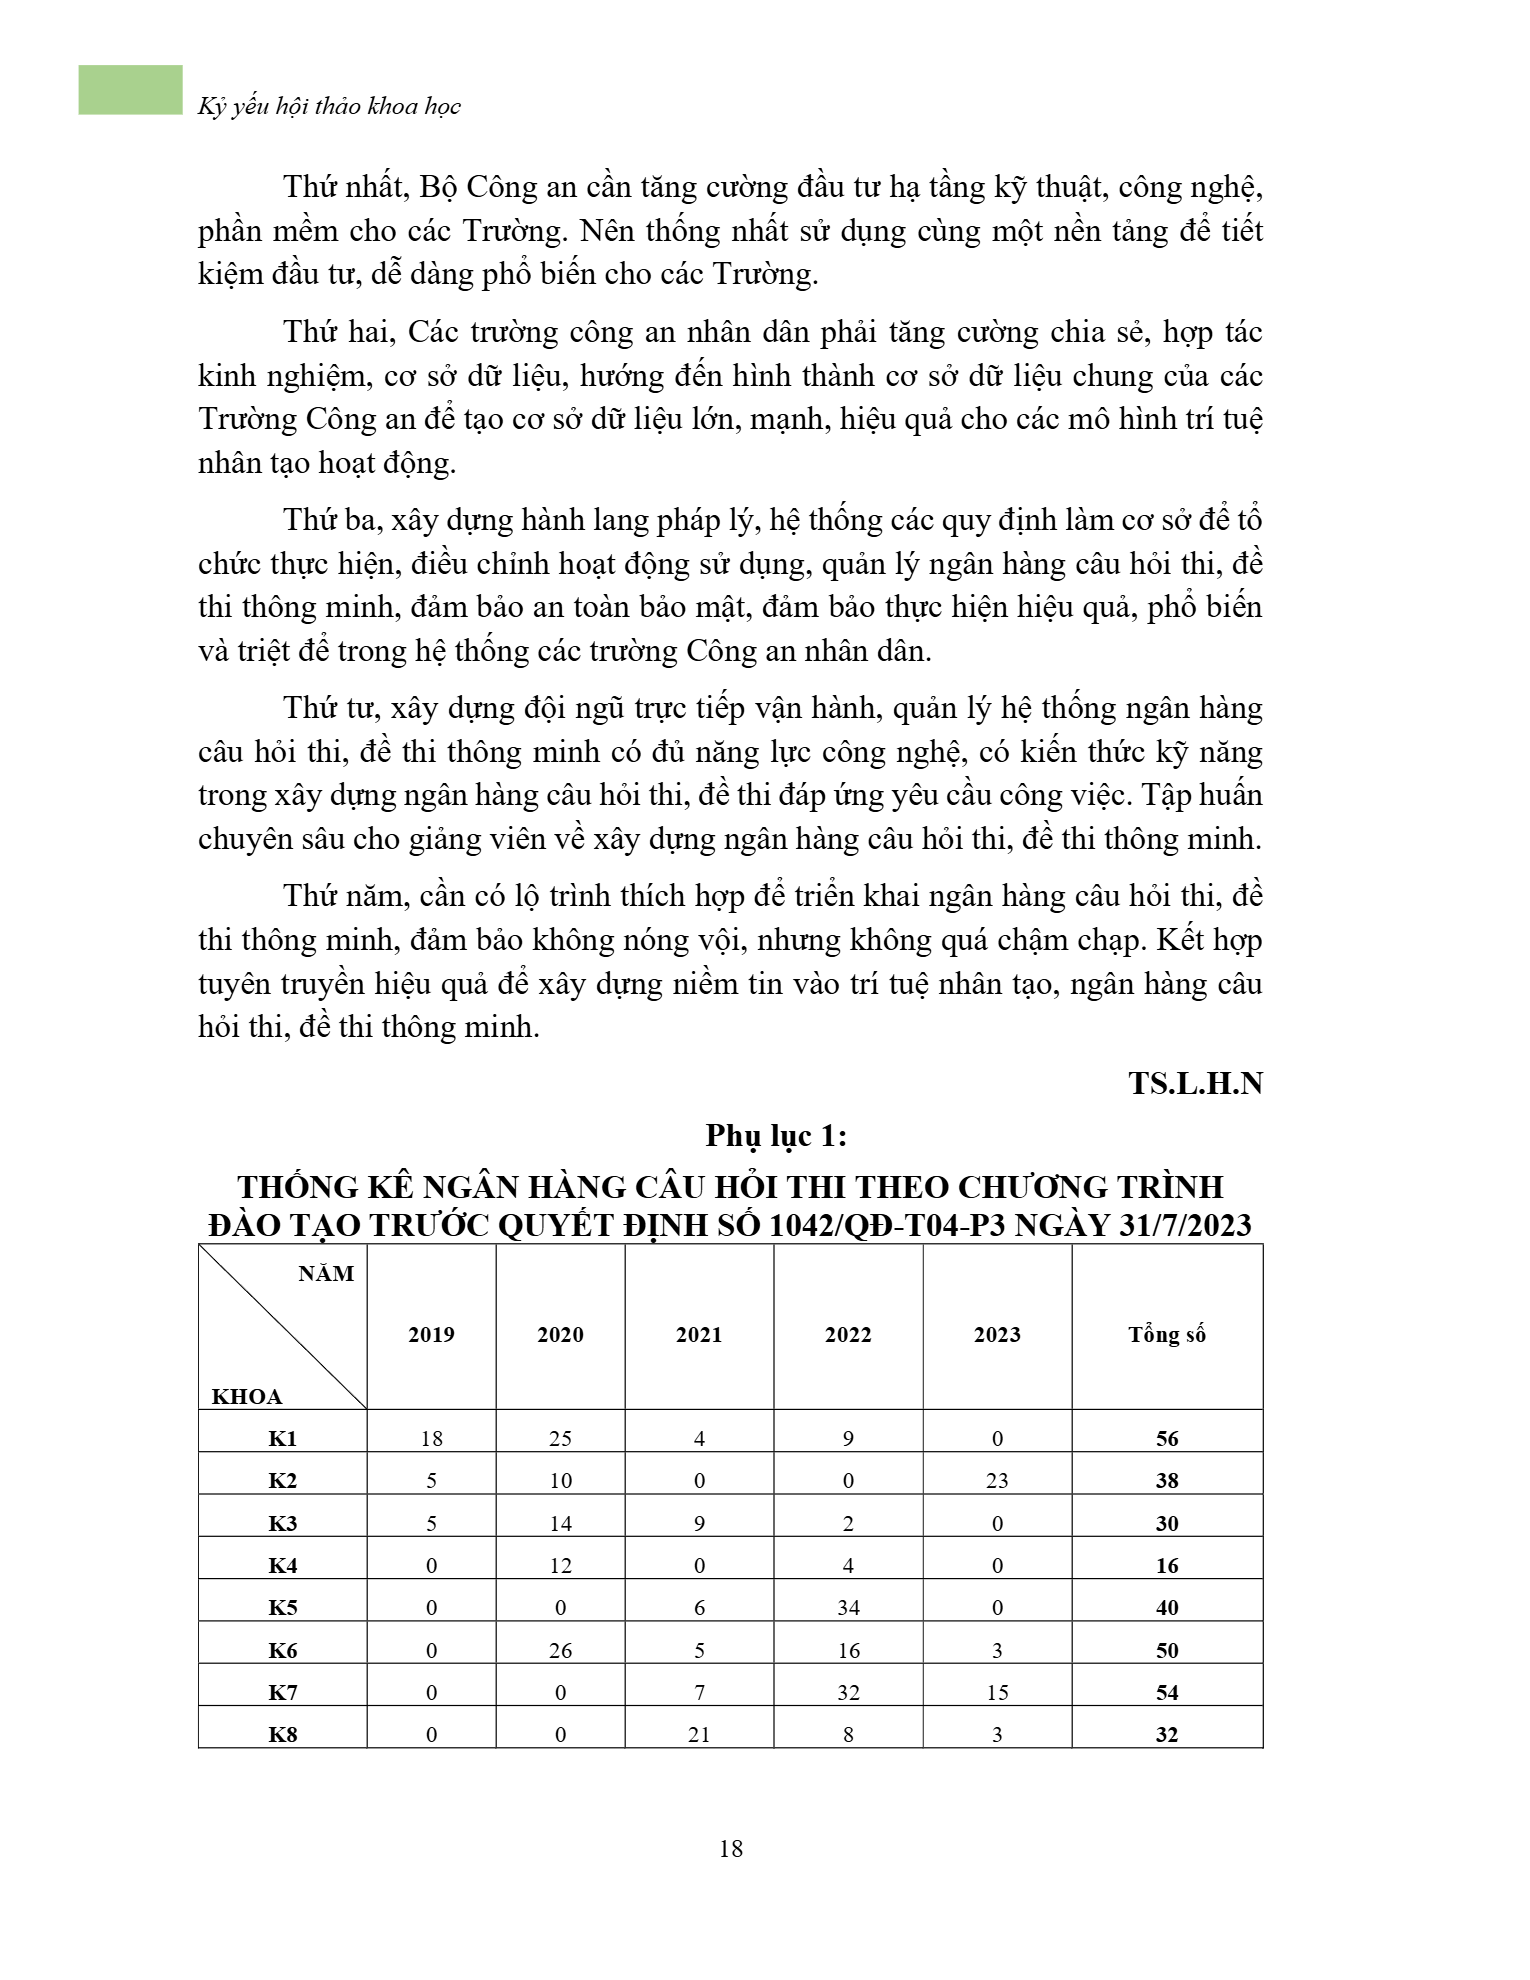 Kỷ yếu hội thảo khoa học
Thứ nhất, Bộ Công an cần tăng cường đầu tư hạ tầng kỹ thuật, công nghệ,
phần mềm cho các Trường. Nên thống nhất sử dụng cùng một nền tảng để tiết
kiệm đầu tư, dễ dàng phổ biến cho các Trường.
Thứ hai, Các trường công an nhân dân phải tăng cường chia sẻ, hợp tác
kinh nghiệm, cơ sở dữ liệu, hướng đến hình thành cơ sở dữ liệu chung của các
Trường Công an để tạo cơ sở dữ liệu lớn, mạnh, hiệu quả cho các mô hình trí tuệ
nhân tạo hoạt động.
Thứ ba, xây dựng hành lang pháp lý, hệ thống các quy định làm cơ sở để tổ
chức thực hiện, điều chỉnh hoạt động sử dụng, quản lý ngân hàng câu hỏi thi, đề
thi thông minh, đảm bảo an toàn bảo mật, đảm bảo thực hiện hiệu quả, phổ biến
và triệt để trong hệ thống các trường Công an nhân dân.
Thứ tư, xây dựng đội ngũ trực tiếp vận hành, quản lý hệ thống ngân hàng
câu hỏi thi, đề thi thông minh có đủ năng lực công nghệ, có kiến thức kỹ năng
trong xây dựng ngân hàng câu hỏi thi, đề thi đáp ứng yêu cầu công việc. Tập huấn
chuyên sâu cho giảng viên về xây dựng ngân hàng câu hỏi thi, đề thi thông minh.
Thứ năm, cần có lộ trình thích hợp để triển khai ngân hàng câu hỏi thi, đề
thi thông minh, đảm bảo không nóng vội, nhưng không quá chậm chạp. Kết hợp
tuyên truyền hiệu quả để xây dựng niềm tin vào trí tuệ nhân tạo, ngân hàng câu
hỏi thi, đề thi thông minh.
TS.L.H.N
Phụ lục 1:
THỐNG KÊ NGÂN HÀNG CÂU HỎI THI THEO CHƯƠNG TRÌNH
ĐÀO TẠO TRƯỚC QUYẾT ĐỊNH SỐ 1042/QĐ-T04-P3 NGÀY 31/7/2023
NĂM
KHOA 2019 2020 2021 2022 2023 Tổng số
K1 18 25 4 9 0 56
K2 5 10 0 0 23 38
K3 5 14 9 2 0 30
K4 0 12 0 4 0 16
K5 0 0 6 34 0 40
K6 0 26 5 16 3 50
K7 0 0 7 32 15 54
K8 0 0 21 8 3 32
18